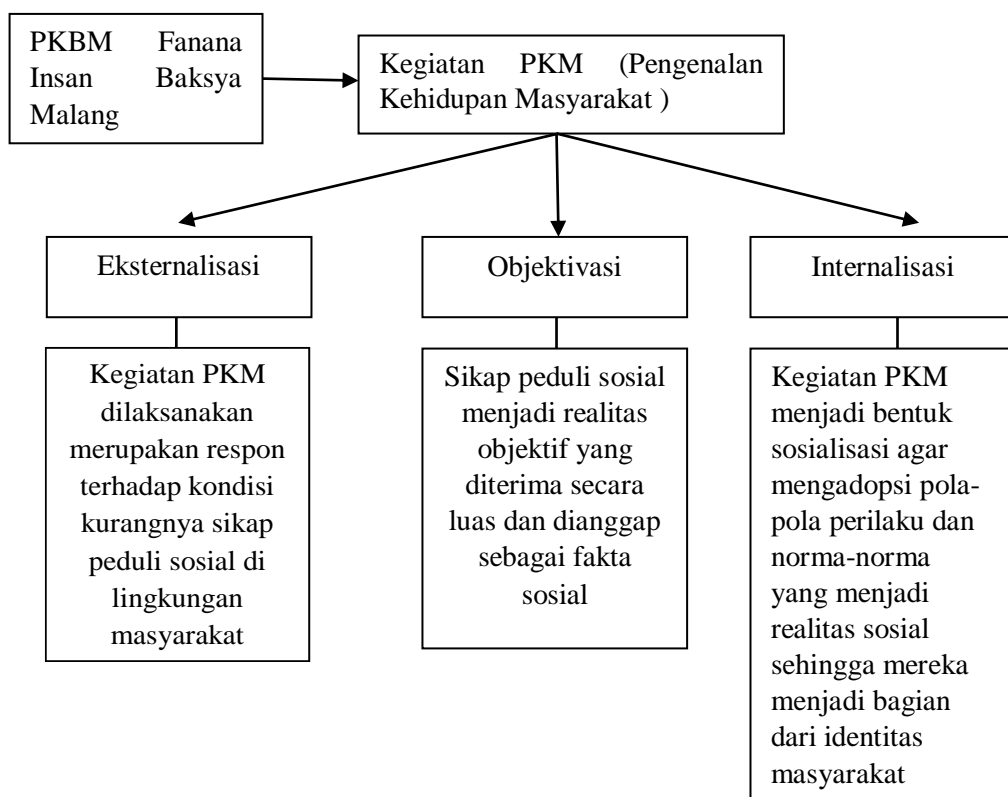 PKBM Fanana
Insan Baksya
Malang
Kegiatan PKM (Pengenalan
Kehidupan Masyarakat )
Eksternalisasi
Objektivasi
Internalisasi
Kegiatan PKM
dilaksanakan
merupakan respon
terhadap kondisi
kurangnya sikap
peduli sosial di
lingkungan
masyarakat
Sikap peduli sosial
menjadi realitas
objektif yang
diterima secara
luas dan dianggap
sebagai fakta
sosial
Kegiatan PKM
menjadi bentuk
sosialisasi agar
mengadopsi pola-
pola perilaku dan
norma-norma
yang menjadi
realitas sosial
sehingga mereka
menjadi bagian
dari identitas
masyarakat